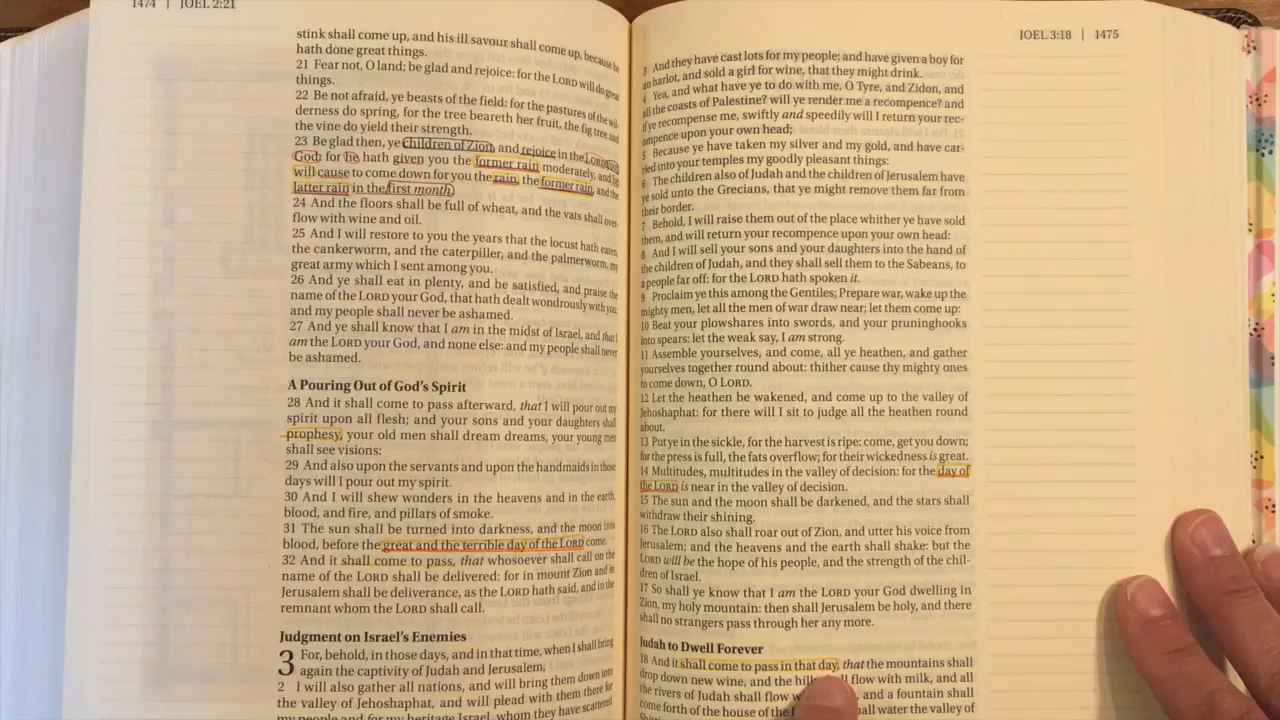 1474 | JOEL 2:21
stink shall come up, and his ill savour shall come up, because he
hath done great things.
21 Fear not, O land; be glad and rejoice: for the LORD will do great
things.
22 Be not afraid, ye beasts of the field: for the pastures of the wil-
derness do spring, for the tree beareth her fruit, the fig tree and
the vine do yield their strength.
23 Be glad then, ye children of Zion, and rejoice in the LORD your
God: for he hath given you the former rain moderately, and he
will cause to come down for you the rain, the former rain, and the
latter rain in the first month.
24 And the floors shall be full of wheat, and the vats shall over-
flow with wine and oil.
25 And I will restore to you the years that the locust hath eaten,
the cankerworm, and the caterpiller, and the palmerworm, my
great army which I sent among you.
26 And ye shall eat in plenty, and be satisfied, and praise the
name of the LORD your God, that hath dealt wondrously with you:
and my people shall never be ashamed.
27 And ye shall know that I am in the midst of Israel, and that I
am the LORD your God, and none else: and my people shall never
be ashamed.
A Pouring Out of God's Spirit
28 And it shall come to pass afterward, that I will pour out my
spirit upon all flesh; and your sons and your daughters shall
prophesy, your old men shall dream dreams, your young men
shall see visions:
29 And also upon the servants and upon the handmaids in those
days will I pour out my spirit.
30 And I will shew wonders in the heavens and in the earth,
blood, and fire, and pillars of smoke.
31 The sun shall be turned into darkness, and the moon into
blood, before the great and the terrible day of the LORD come.
32 And it shall come to pass, that whosoever shall call on the
name of the LORD shall be delivered: for in mount Zion and in
Jerusalem shall be deliverance, as the LORD hath said, and in the
remnant whom the LORD shall call.
Judgment on Israel's Enemies
3 For, behold, in those days, and in that time, when I shall bring
again the captivity of Judah and Jerusalem,
2 I will also gather all nations, and will bring them down into
the valley of Jehoshaphat, and will plead with them there for
my people and for my heritage Israel, whom they have scattered
JOEL 3:18 | 1475
3 And they have cast lots for my people; and have given a boy for
an harlot, and sold a girl for wine, that they might drink.
4 Yea, and what have ye to do with me, O Tyre, and Zidon, and
all the coasts of Palestine? will ye render me a recompence? and
if ye recompense me, swiftly and speedily will I return your rec-
ompence upon your own head;
5 Because ye have taken my silver and my gold, and have car-
ried into your temples my goodly pleasant things:
6 The children also of Judah and the children of Jerusalem have
ye sold unto the Grecians, that ye might remove them far from
their border.
7 Behold, I will raise them out of the place whither ye have sold
them, and will return your recompence upon your own head:
8 And I will sell your sons and your daughters into the hand of
the children of Judah, and they shall sell them to the Sabeans, to
a people far off: for the LORD hath spoken it.
9 Proclaim ye this among the Gentiles; Prepare war, wake up the
mighty men, let all the men of war draw near; let them come up:
10 Beat your plowshares into swords, and your pruninghooks
into spears: let the weak say, I am strong.
11 Assemble yourselves, and come, all ye heathen, and gather
yourselves together round about: thither cause thy mighty ones
to come down, O LORD.
12 Let the heathen be wakened, and come up to the valley of
Jehoshaphat: for there will I sit to judge all the heathen round
about.
13 Put ye in the sickle, for the harvest is ripe: come, get you down;
for the press is full, the fats overflow; for their wickedness is great.
14 Multitudes, multitudes in the valley of decision: for the day of
the LORD is near in the valley of decision.
15 The sun and the moon shall be darkened, and the stars shall
withdraw their shining.
16 The LORD also shall roar out of Zion, and utter his voice from
Jerusalem; and the heavens and the earth shall shake: but the
LORD will be the hope of his people, and the strength of the chil-
dren of Israel.
17 So shall ye know that I am the LORD your God dwelling in
Zion, my holy mountain: then shall Jerusalem be holy, and there
shall no strangers pass through her any more.
Judah to Dwell Forever
18 And it shall come to pass in that day, that the mountains shall
drop down new wine, and the flow with milk, and all
the rivers of Judah shall flow and a fountain shall
come forth of the house of the shall water the valley of